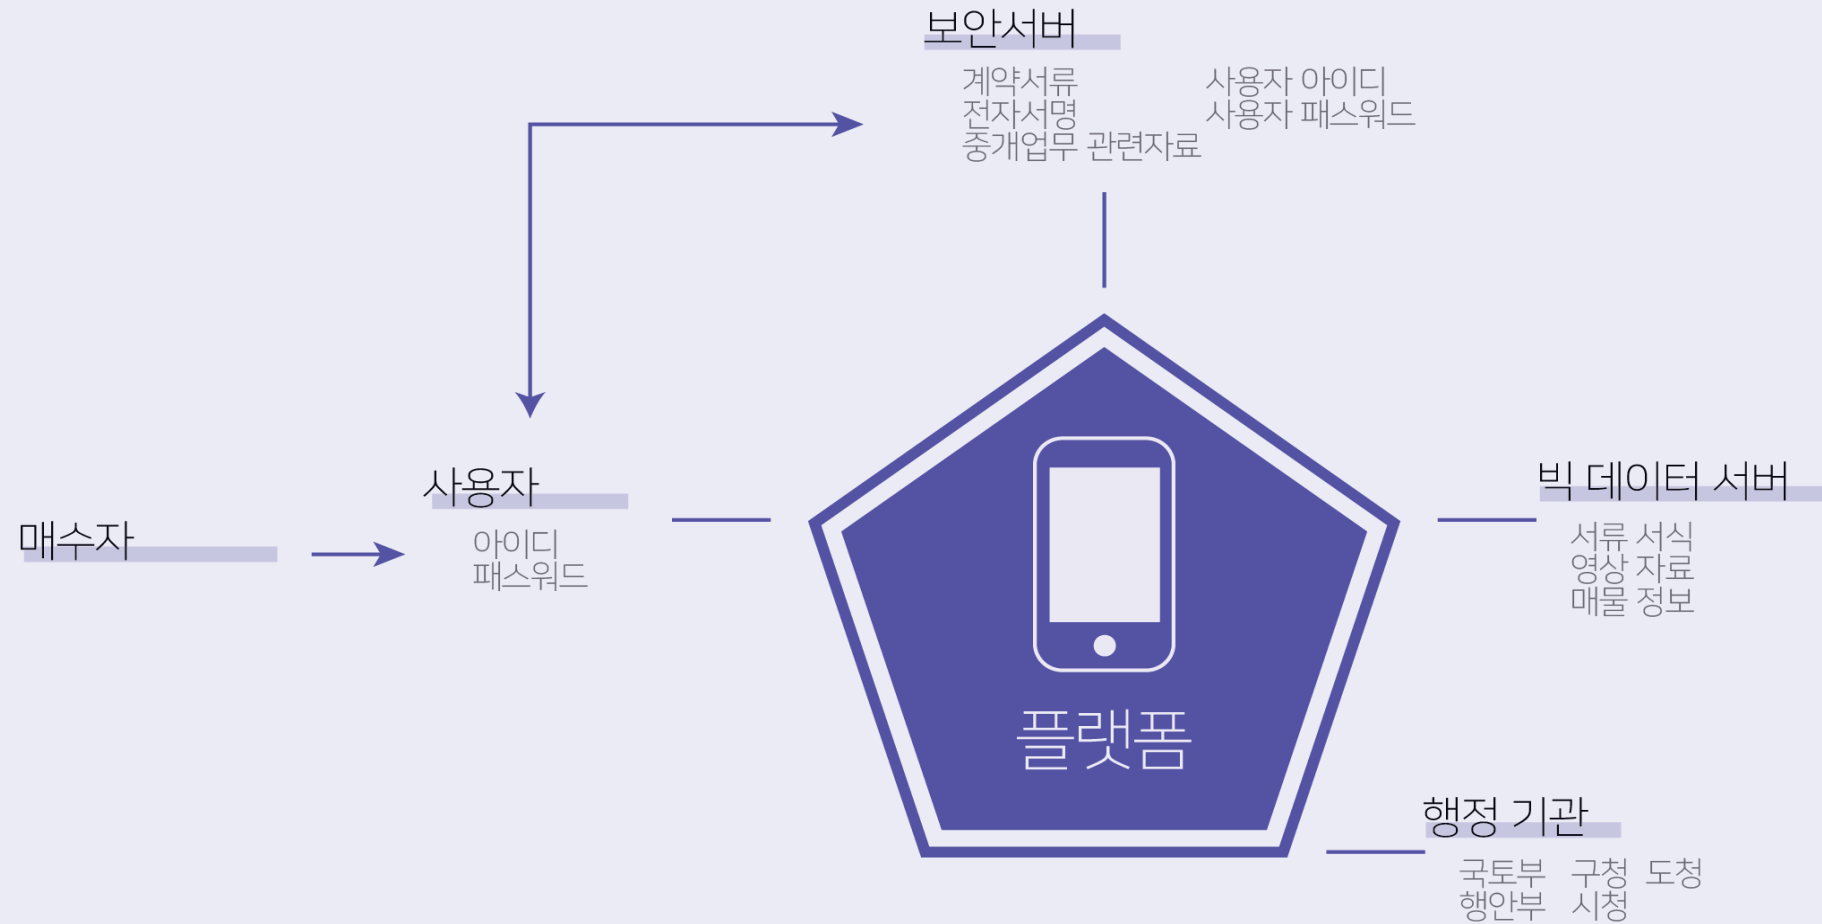 보안서버
계약서류
전자서명
중개업무 관련자료
사용자 아이디
사용자 패스워드
사용자
아이디
패스워드
매수자
플랫폼
빅 데이터 서버
서류 서식
영상 자료
매물 정보
행정 기관
국토부 구청 도청
행안부 시청